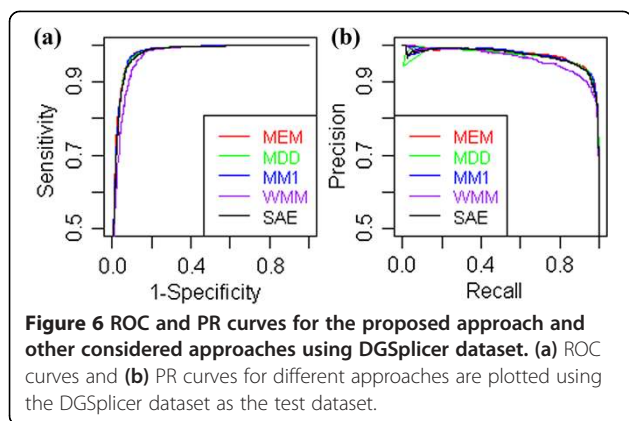 (a)
Sensitivity
0.5 0.7 0.9
MEM
MDD
MM1
WMM
SAE
0.0 0.4 0.8
1-Specificity
(b)
Precision
0.5 0.7 0.9
MEM
MDD
MM1
WMM
SAE
0.0 0.4 0.8
Recall
Figure 6 ROC and PR curves for the proposed approach and
other considered approaches using DGSplicer dataset. (a) ROC
curves and (b) PR curves for different approaches are plotted using
the DGSplicer dataset as the test dataset.